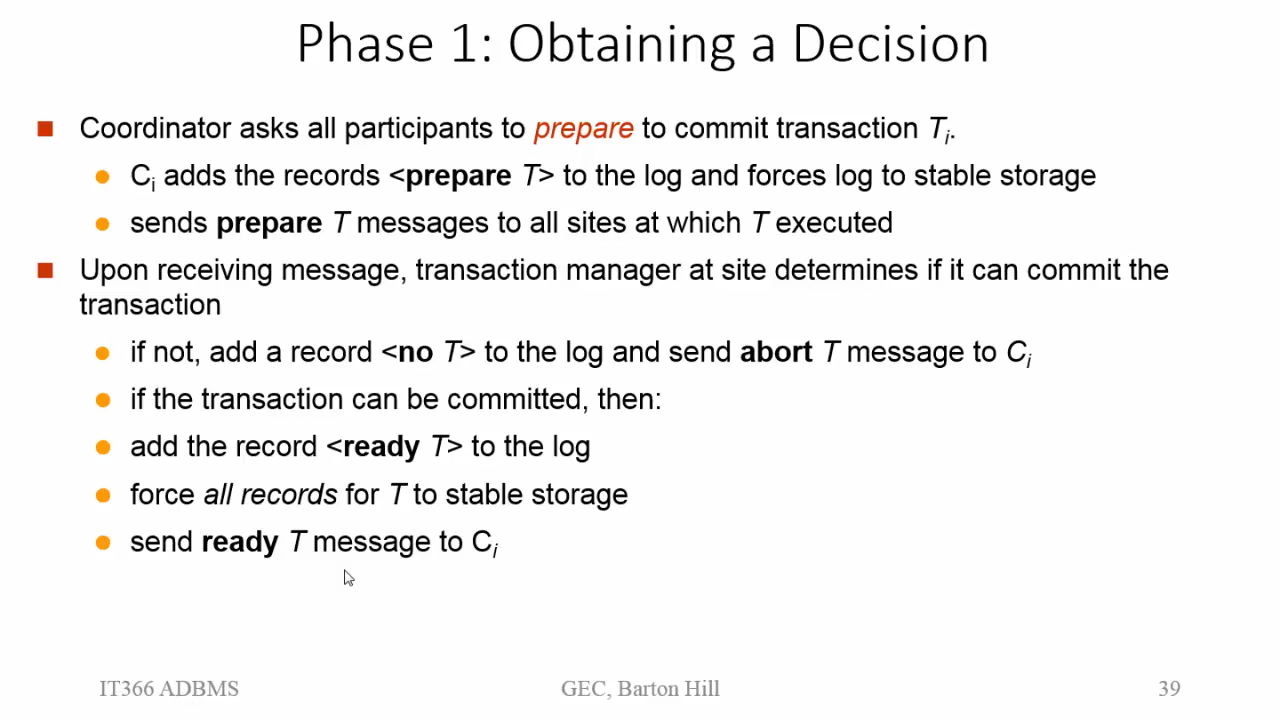 Phase 1: Obtaining a Decision
Coordinator asks all participants to prepare to commit transaction Ti.
Ci adds the records <prepare T> to the log and forces log to stable storage
sends prepare T messages to all sites at which T executed
Upon receiving message, transaction manager at site determines if it can commit the
transaction
if not, add a record <no T> to the log and send abort T message to Ci
if the transaction can be committed, then:
add the record <ready T> to the log
force all records for T to stable storage
send ready T message to Ci
IT366 ADBMS
GEC, Barton Hill
39